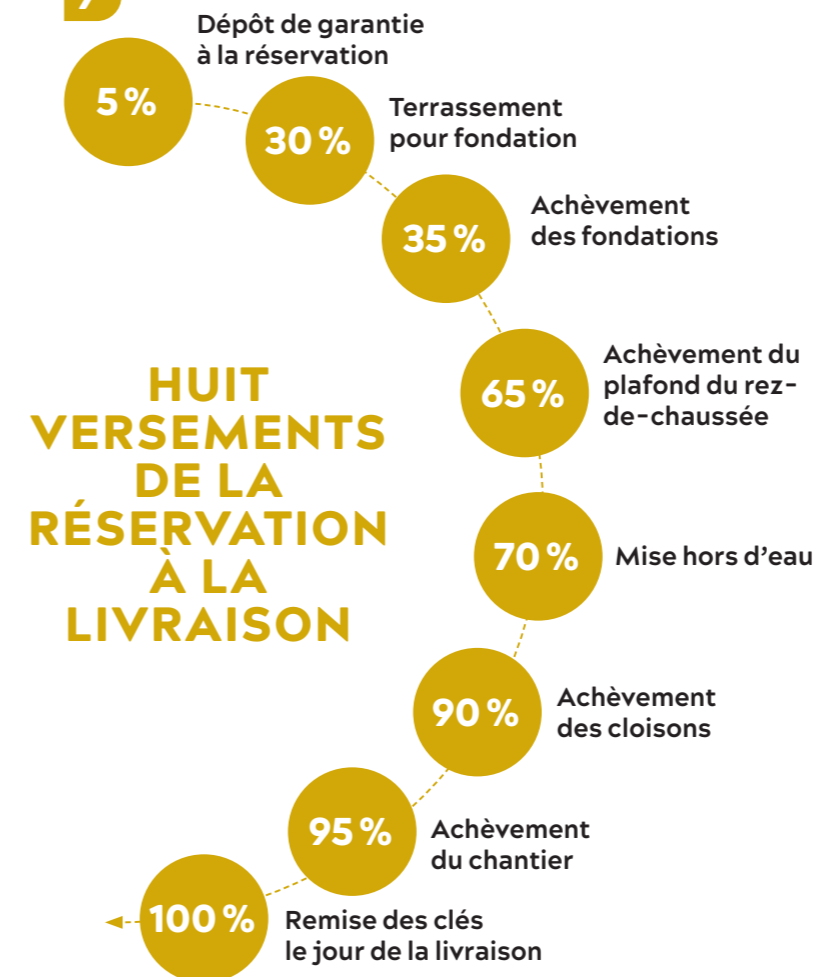 Dépôt de garantie
à la réservation
5 %
Terrassement
pour fondation
30 %
Achèvement
des fondations
35 %
Achèvement du
plafond du rez-
de-chaussée
65 %
HUIT
VERSEMENTS
DE LA
RÉSERVATION
À LA
LIVRAISON
70 %
Mise hors d’eau
90 %
Achèvement
des cloisons
95 %
Achèvement
du chantier
100 %
Remise des clés
le jour de la livraison